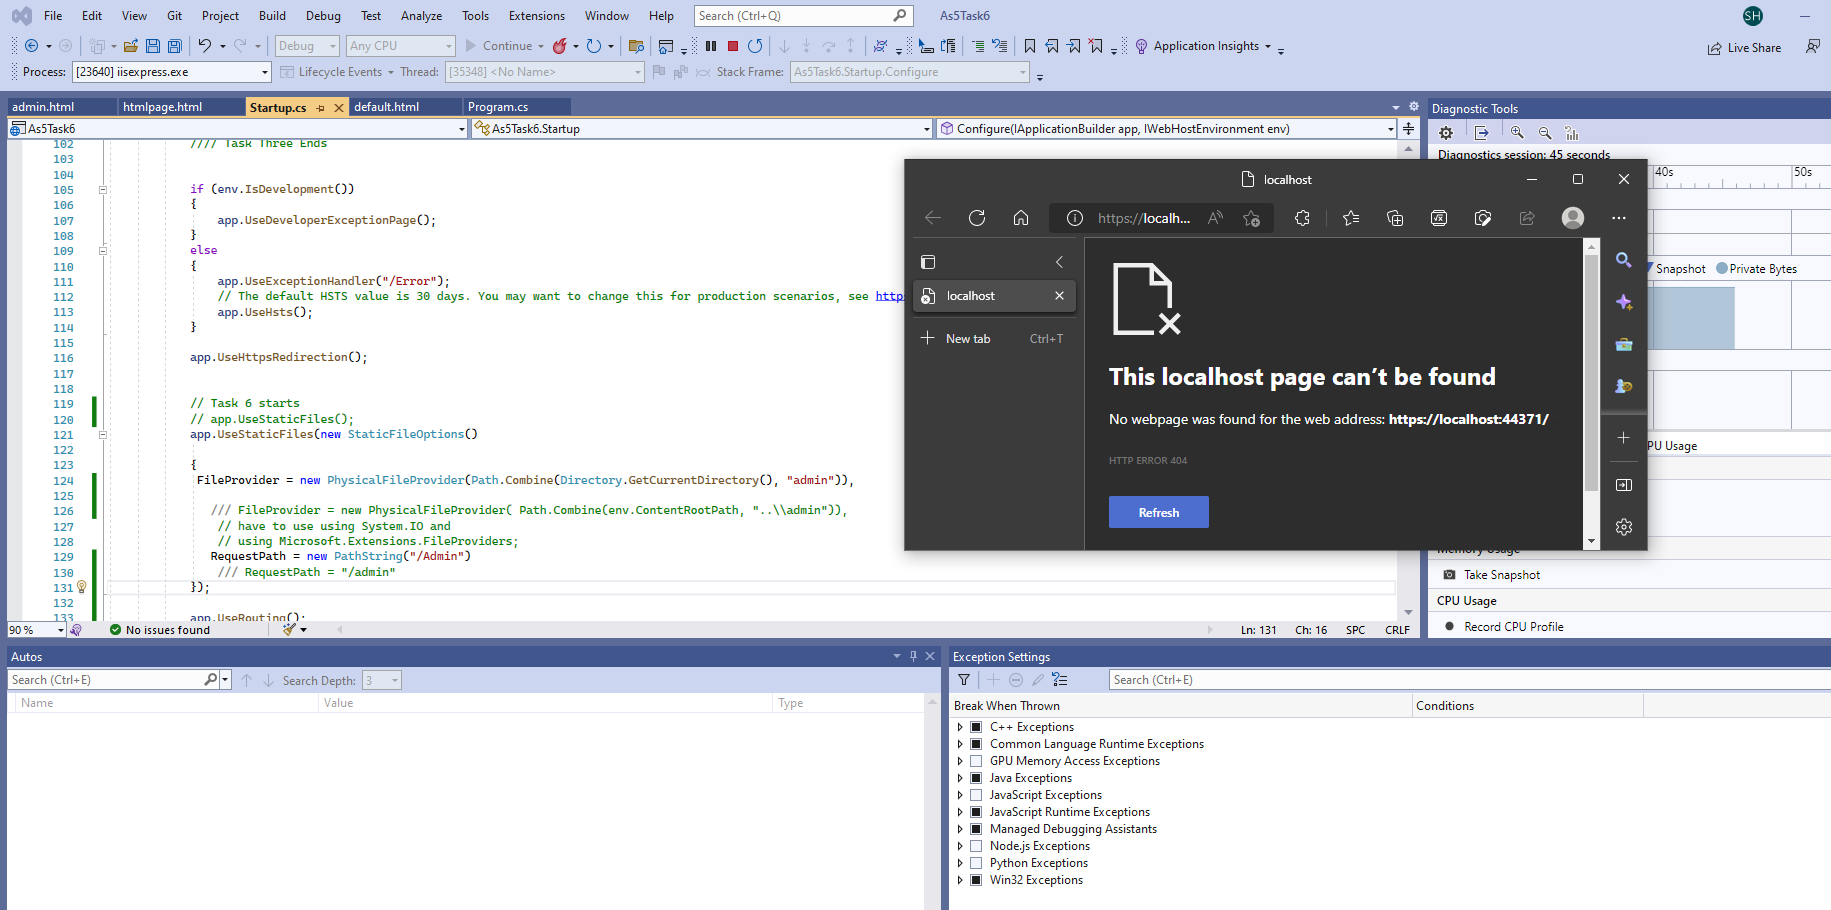 File Edit View Git Project Build Debug Test Analyze Tools Extensions Window Help Search (Ctrl+Q) As5Task6 SH
Debug Any CPU Continue Application Insights Live Share
Process: [23640] iisexpress.exe Lifecycle Events Thread: [35348] <No Name> Stack Frame: As5Task6.Startup.Configure
admin.html htmlpage.html Startup.cs default.html Program.cs
As5Task6 As5Task6.Startup Configure(IApplicationBuilder app, IWebHostEnvironment env)
102 //// Task Three Ends
103
104
105 if (env.IsDevelopment())
106 {
107 app.UseDeveloperExceptionPage();
108 }
109 else
110 {
111 app.UseExceptionHandler("/Error");
112 // The default HSTS value is 30 days. You may want to change this for production scenarios, see http
113 app.UseHsts();
114 }
115
116 app.UseHttpsRedirection();
117
118
119 // Task 6 starts
120 // app.UseStaticFiles();
121 app.UseStaticFiles(new StaticFileOptions()
122
123 {
124 FileProvider = new PhysicalFileProvider(Path.Combine(Directory.GetCurrentDirectory(), "admin")),
125
126 /// FileProvider = new PhysicalFileProvider( Path.Combine(env.ContentRootPath, "..\\admin")),
127 // have to use using System.IO and
128 // using Microsoft.Extensions.FileProviders;
129 RequestPath = new PathString("/Admin")
130 /// RequestPath = "/admin"
131 });
132
133 app.UseRouting();
90 % No issues found Ln: 131 Ch: 16 SPC CRLF
localhost
https://localh...
localhost
New tab Ctrl+T
This localhost page can’t be found
No webpage was found for the web address: https://localhost:44371/
HTTP ERROR 404
Refresh
Diagnostic Tools
Diagnostics session: 45 seconds
40s 50s
Snapshot Private Bytes
PU Usage
Memory Usage
Take Snapshot
CPU Usage
Record CPU Profile
Autos
Search (Ctrl+E) Search Depth: 3
Name Value Type
Exception Settings
Search (Ctrl+E)
Break When Thrown Conditions
C++ Exceptions
Common Language Runtime Exceptions
GPU Memory Access Exceptions
Java Exceptions
JavaScript Exceptions
JavaScript Runtime Exceptions
Managed Debugging Assistants
Node.js Exceptions
Python Exceptions
Win32 Exceptions